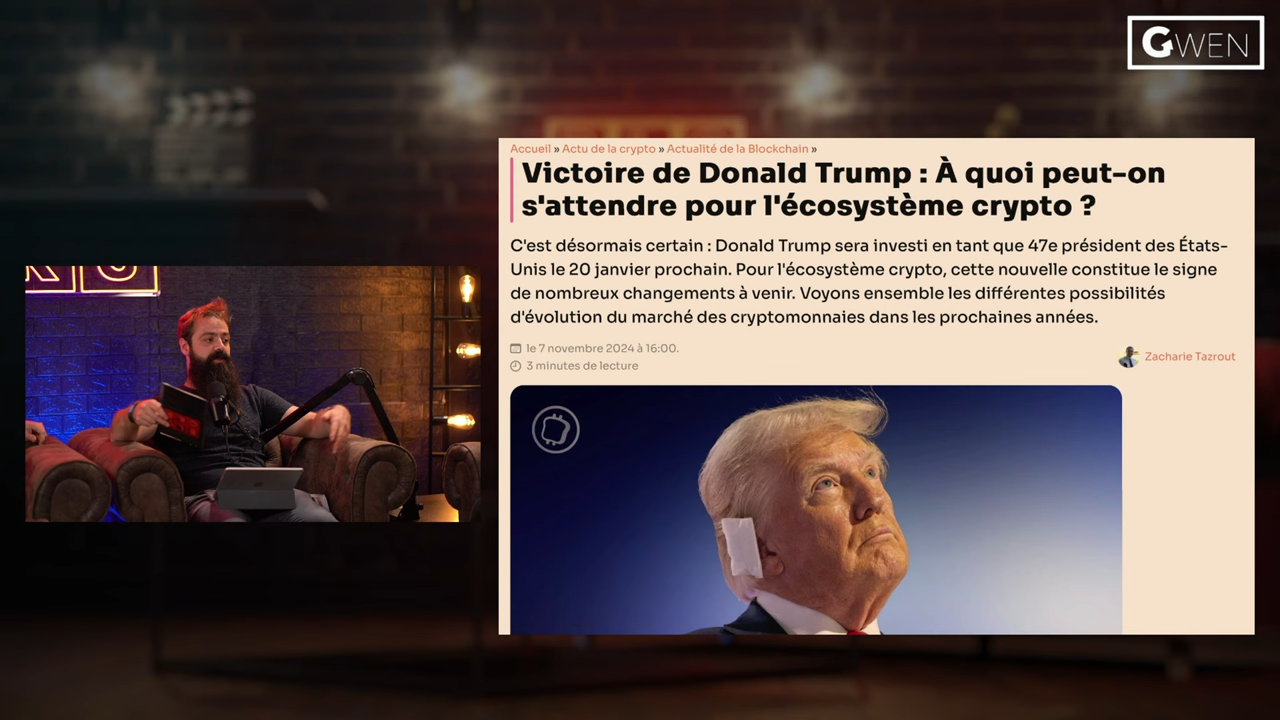 GWEN
Accueil » Actu de la crypto » Actualité de la Blockchain »
Victoire de Donald Trump : À quoi peut-on
s'attendre pour l'écosystème crypto ?
C'est désormais certain : Donald Trump sera investi en tant que 47e président des États-
Unis le 20 janvier prochain. Pour l'écosystème crypto, cette nouvelle constitue le signe
de nombreux changements à venir. Voyons ensemble les différentes possibilités
d'évolution du marché des cryptomonnaies dans les prochaines années.
le 7 novembre 2024 à 16:00.
3 minutes de lecture
Zacharie Tazrout